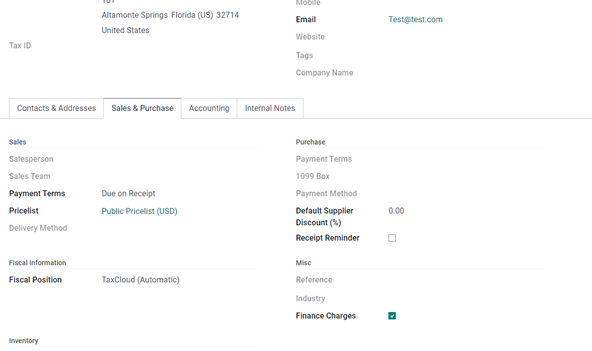 Altamonte Springs Florida (US) 32714
United States
Tax ID
Mobile
Email Test@test.com
Website
Tags
Company Name
Contacts & Addresses Sales & Purchase Accounting Internal Notes
Sales
Salesperson
Sales Team
Payment Terms Due on Receipt
Pricelist Public Pricelist (USD)
Delivery Method
Purchase
Payment Terms
1099 Box
Payment Method
Default Supplier
Discount (%) 0.00
Receipt Reminder
Fiscal Information
Fiscal Position TaxCloud (Automatic)
Misc
Reference
Industry
Finance Charges
Inventory